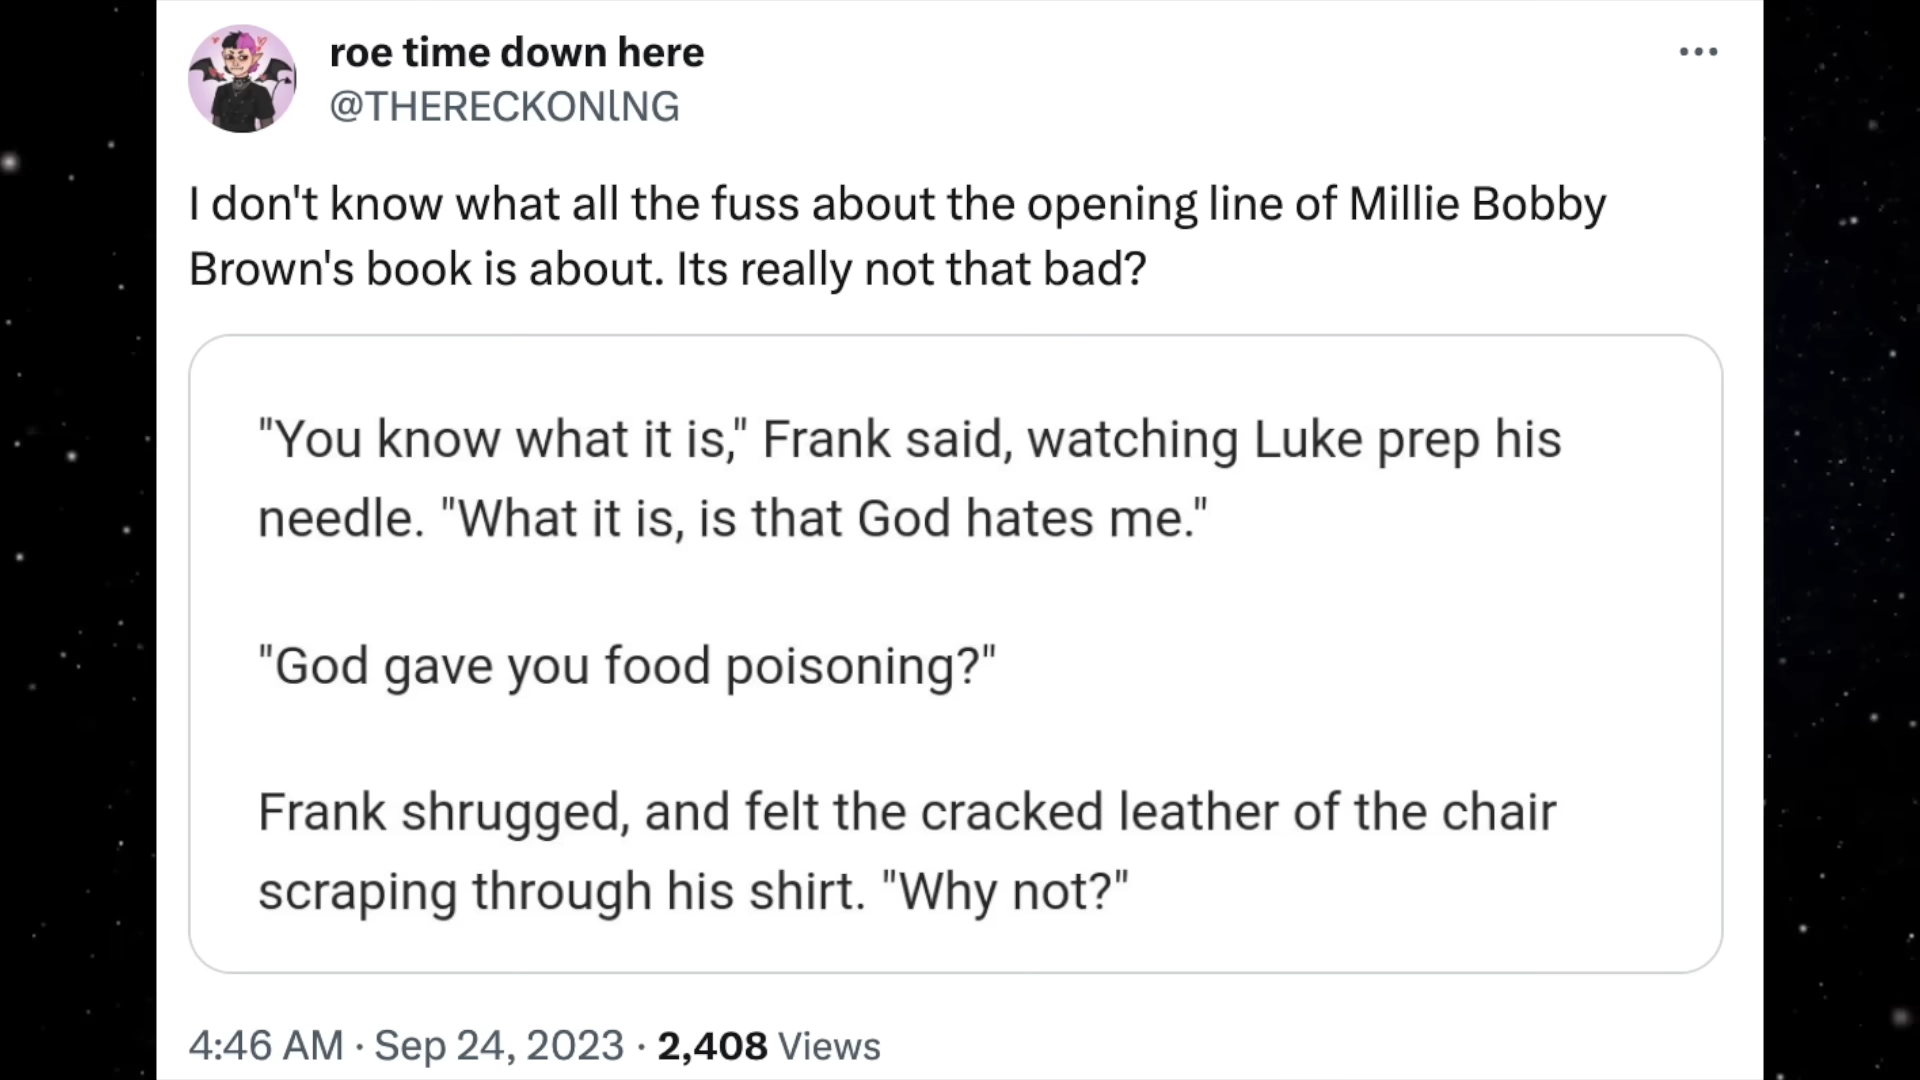 roe time down here
@THERECKONlNG
I don't know what all the fuss about the opening line of Millie Bobby
Brown's book is about. Its really not that bad?
"You know what it is," Frank said, watching Luke prep his
needle. "What it is, is that God hates me."
"God gave you food poisoning?"
Frank shrugged, and felt the cracked leather of the chair
scraping through his shirt. "Why not?"
4:46 AM · Sep 24, 2023 · 2,408 Views